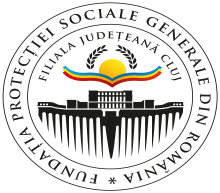 * FUNDAȚIA PROTECȚIEI SOCIALE GENERALE DIN ROMÂNIA *
FILIALA JUDEȚEANĂ CLUJ